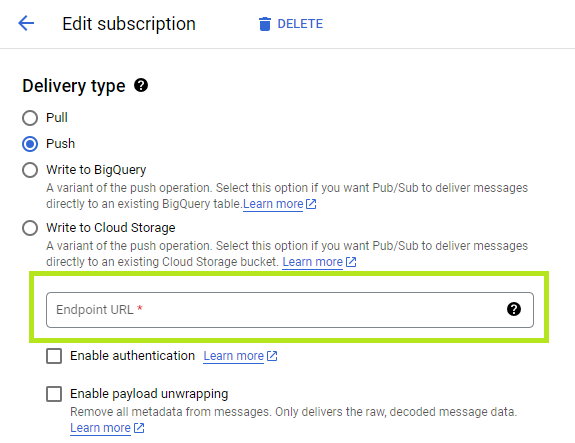 Edit subscription DELETE
Delivery type
Pull
Push
Write to BigQuery
A variant of the push operation. Select this option if you want Pub/Sub to deliver messages
directly to an existing BigQuery table.Learn more
Write to Cloud Storage
A variant of the push operation. Select this option if you want Pub/Sub to deliver messages
directly to an existing Cloud Storage bucket. Learn more
Endpoint URL *
Enable authentication Learn more
Enable payload unwrapping
Remove all metadata from messages. Only delivers the raw, decoded message data.
Learn more